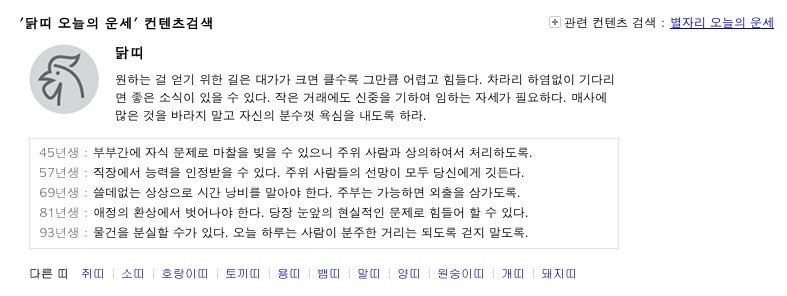 '닭띠 오늘의 운세' 컨텐츠검색
관련 컨텐츠 검색 : 별자리 오늘의 운세
닭띠
원하는 걸 얻기 위한 길은 대가가 크면 클수록 그만큼 어렵고 힘들다. 차라리 하염없이 기다리
면 좋은 소식이 있을 수 있다. 작은 거래에도 신중을 기하여 임하는 자세가 필요하다. 매사에
많은 것을 바라지 말고 자신의 분수껏 욕심을 내도록 하라.
45년생 : 부부간에 자식 문제로 마찰을 빚을 수 있으니 주위 사람과 상의하여서 처리하도록.
57년생 : 직장에서 능력을 인정받을 수 있다. 주위 사람들의 선망이 모두 당신에게 깃든다.
69년생 : 쓸데없는 상상으로 시간 낭비를 말아야 한다. 주부는 가능하면 외출을 삼가도록.
81년생 : 애정의 환상에서 벗어나야 한다. 당장 눈앞의 현실적인 문제로 힘들어 할 수 있다.
93년생 : 물건을 분실할 수가 있다. 오늘 하루는 사람이 분주한 거리는 되도록 걷지 말도록.
다른 띠 쥐띠 | 소띠 | 호랑이띠 | 토끼띠 | 용띠 | 뱀띠 | 말띠 | 양띠 | 원숭이띠 | 개띠 | 돼지띠